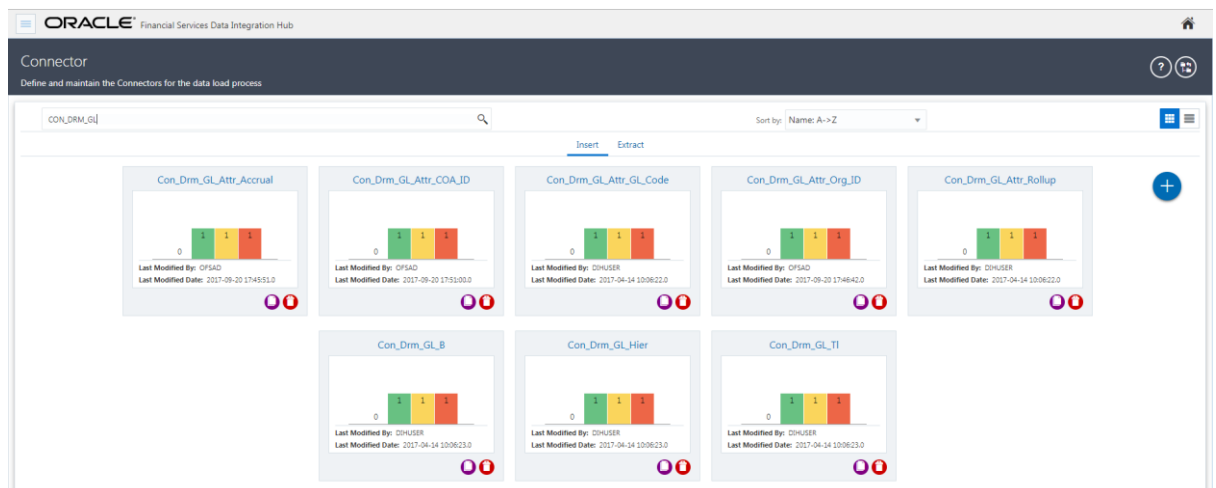 ORACLE® Financial Services Data Integration Hub
Connector
Define and maintain the Connectors for the data load process
?
CON_DRM_GL
Sort by: Name: A->Z
Insert Extract
Con_Drm_GL_Attr_Accrual
0 1 1 1
Last Modified By: OFSAD
Last Modified Date: 2017-09-20 17:45:51.0
Con_Drm_GL_Attr_COA_ID
0 1 1 1
Last Modified By: OFSAD
Last Modified Date: 2017-09-20 17:51:00.0
Con_Drm_GL_Attr_GL_Code
0 1 1 1
Last Modified By: DIHUSER
Last Modified Date: 2017-04-14 10:06:22.0
Con_Drm_GL_Attr_Org_ID
0 1 1 1
Last Modified By: OFSAD
Last Modified Date: 2017-09-20 17:46:42.0
Con_Drm_GL_Attr_Rollup
0 1 1 1
Last Modified By: DIHUSER
Last Modified Date: 2017-04-14 10:06:22.0
Con_Drm_GL_B
0 1 1 1
Last Modified By: DIHUSER
Last Modified Date: 2017-04-14 10:06:23.0
Con_Drm_GL_Hier
0 1 1 1
Last Modified By: DIHUSER
Last Modified Date: 2017-04-14 10:06:23.0
Con_Drm_GL_Tl
0 1 1 1
Last Modified By: DIHUSER
Last Modified Date: 2017-04-14 10:06:23.0